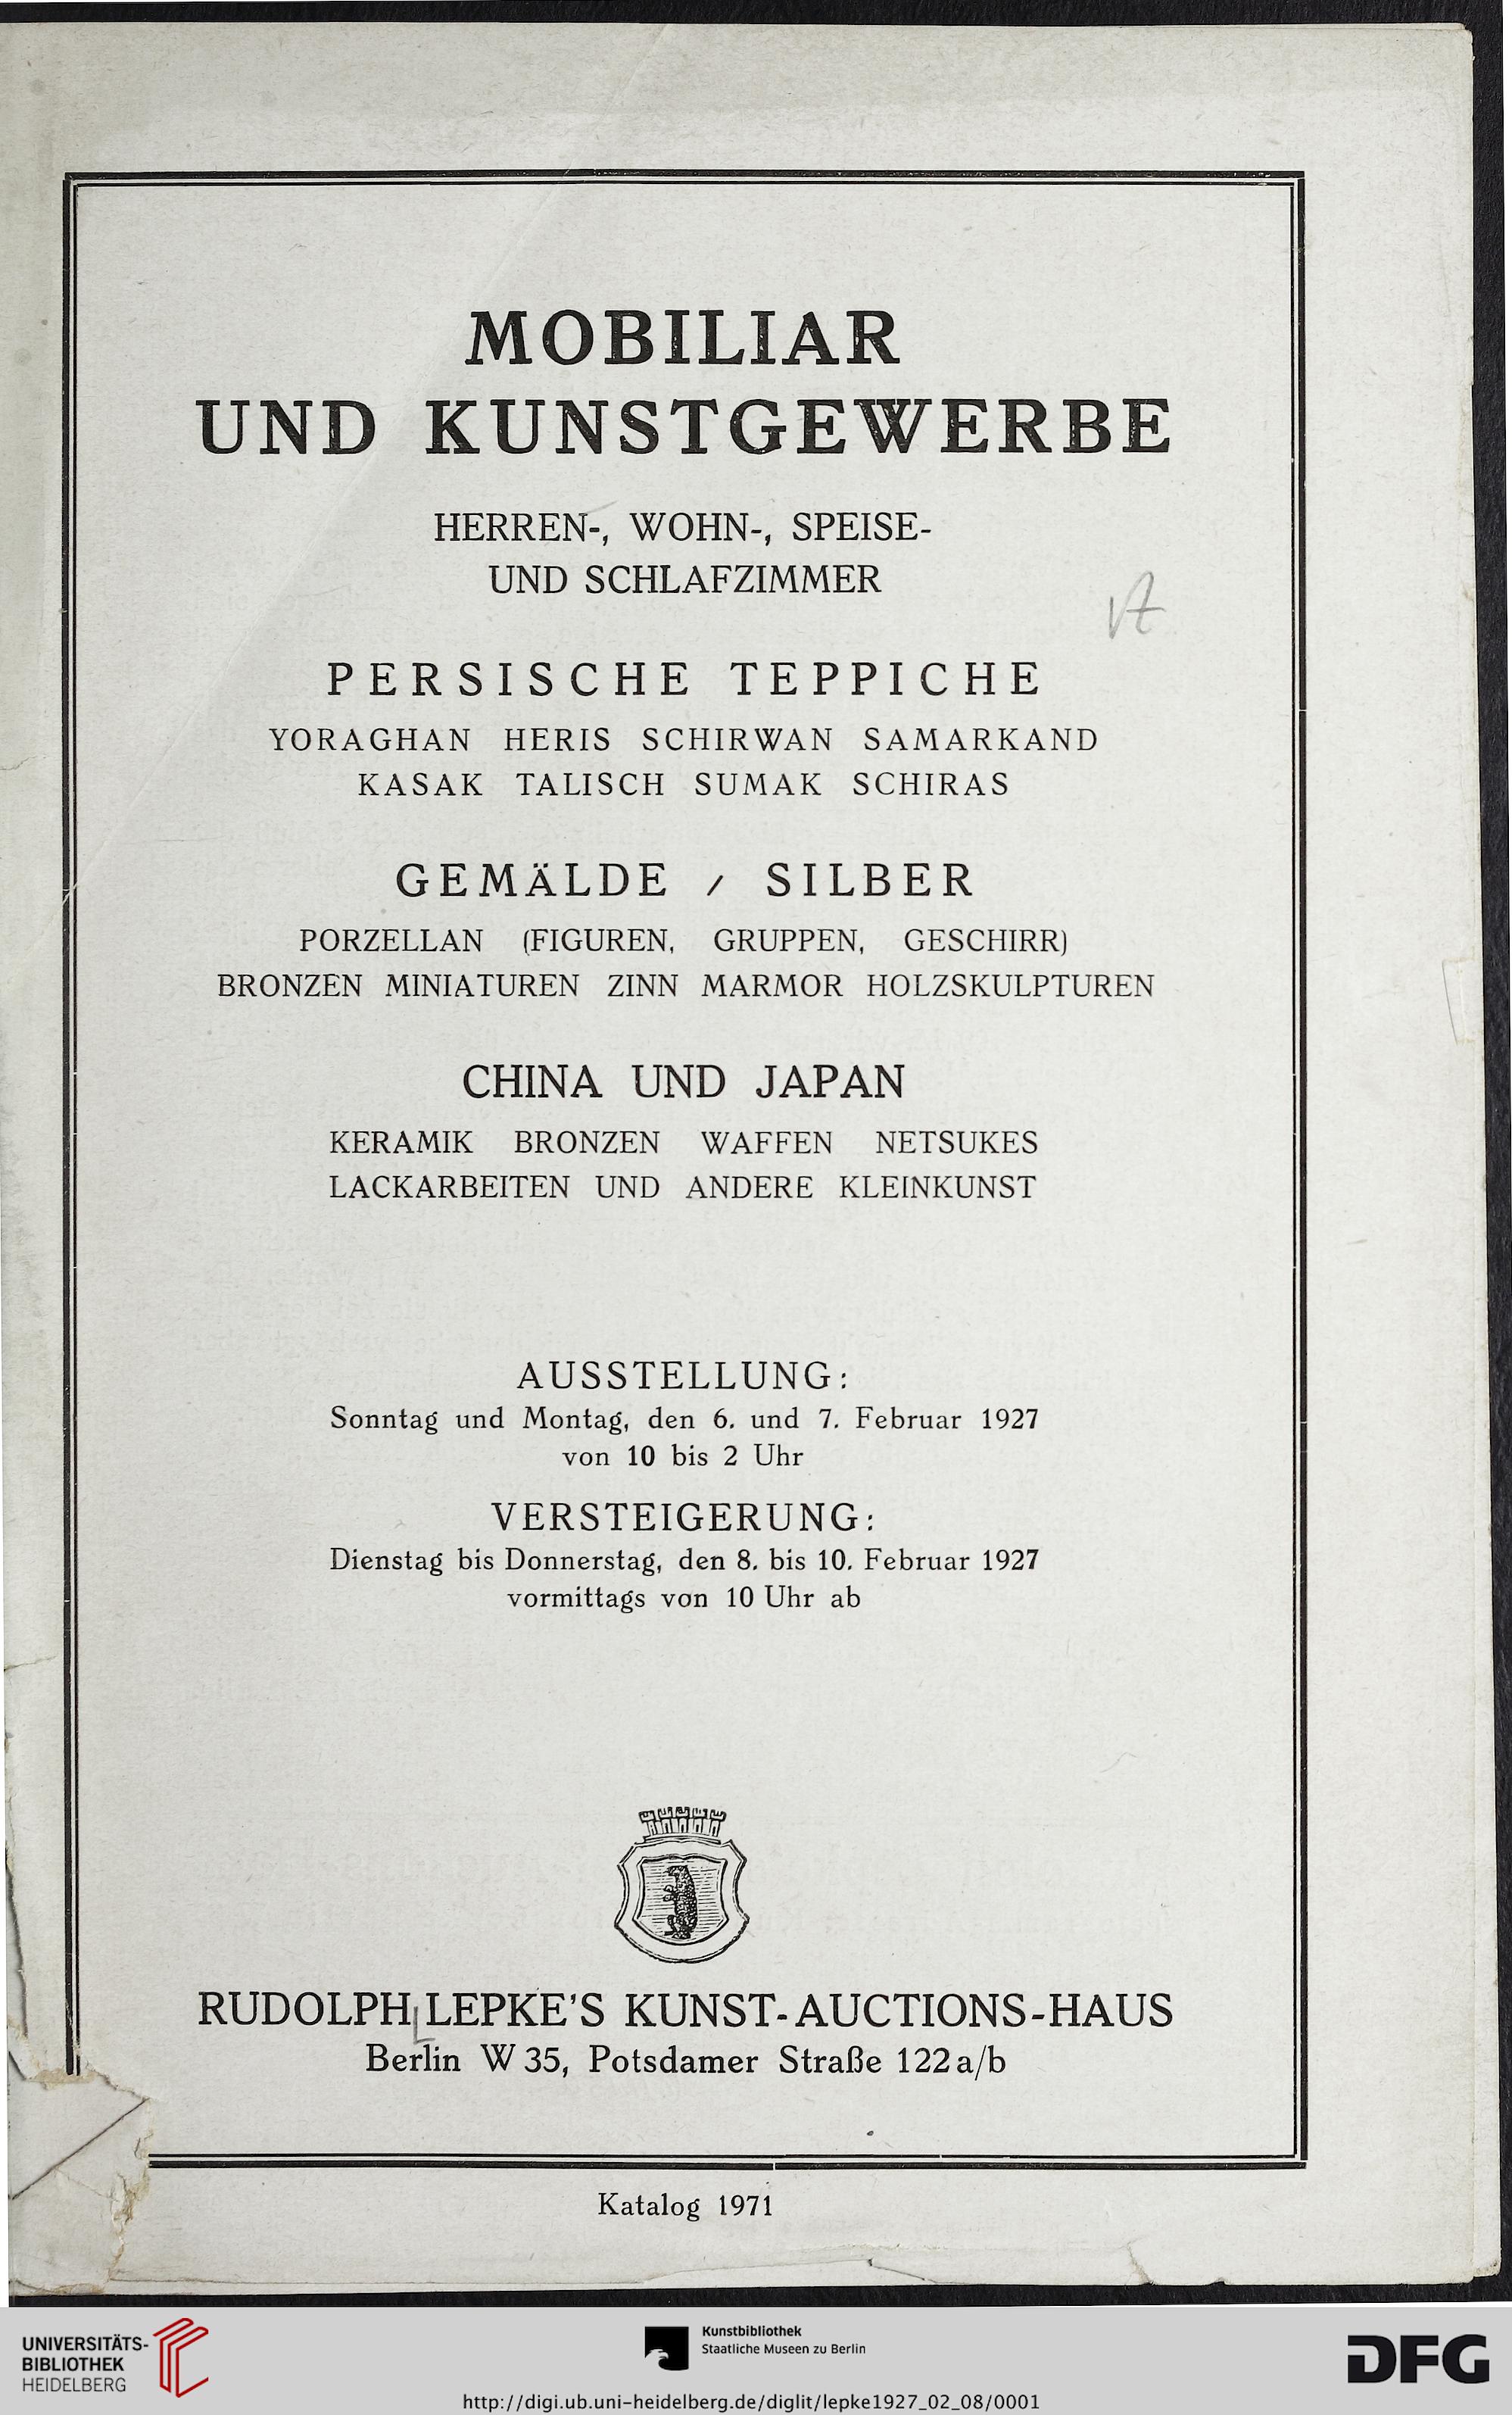 MOBILIAR
UND KUNSTGEWERBE
HERREN-, WOHN-, SPEISE-
UND SCHLAFZIMMER
PERSISCHE TEPPICHE
YORAGHAN HERIS SCHIRWAN SAMARKAND
KASAK TALISCH SUMAK SCHIRAS
GEMÄLDE / SILBER
PORZELLAN (FIGUREN, GRUPPEN, GESCHIRR)
BRONZEN MINIATUREN ZINN MARMOR HOLZSKULPTUREN
CHINA UND JAPAN
KERAMIK BRONZEN WAFFEN NETSUKES
LACKARBEITEN UND ANDERE KLEINKUNST
AUSSTELLUNG:
Sonntag und Montag, den 6. und 7. Februar 1927
von 10 bis 2 Uhr
VERSTEIGERUNG:
Dienstag bis Donnerstag, den 8. bis 10. Februar 1927
vormittags von 10 Uhr ab
RUDOLPH LEPKE'S KUNST-AUCTIONS-HAUS
Berlin W 35, Potsdamer Straße 122 a/b
Katalog 1971
UNIVERSITÄTS-
BIBLIOTHEK
HEIDELBERG
Kunstbibliothek
Staatliche Museen zu Berlin
DFG
http://digi.ub.uni-heidelberg.de/diglit/lepke1927_02_08/0001